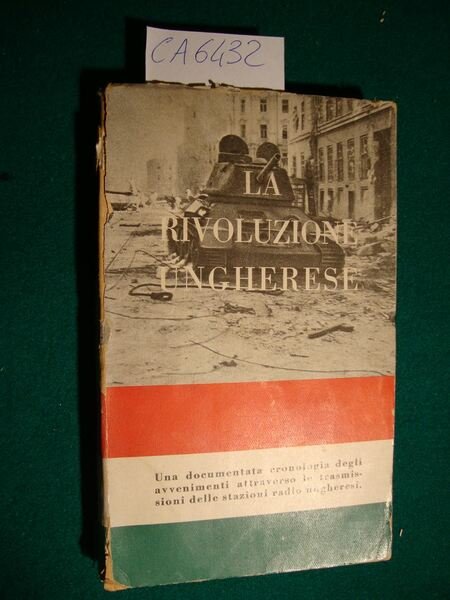 CA6432
LA
RIVOLUZIONE
UNGHERESE
Una documentata cronologia degli
avvenimenti attraverso le trasmis-
sioni delle stazioni radio ungheresi.